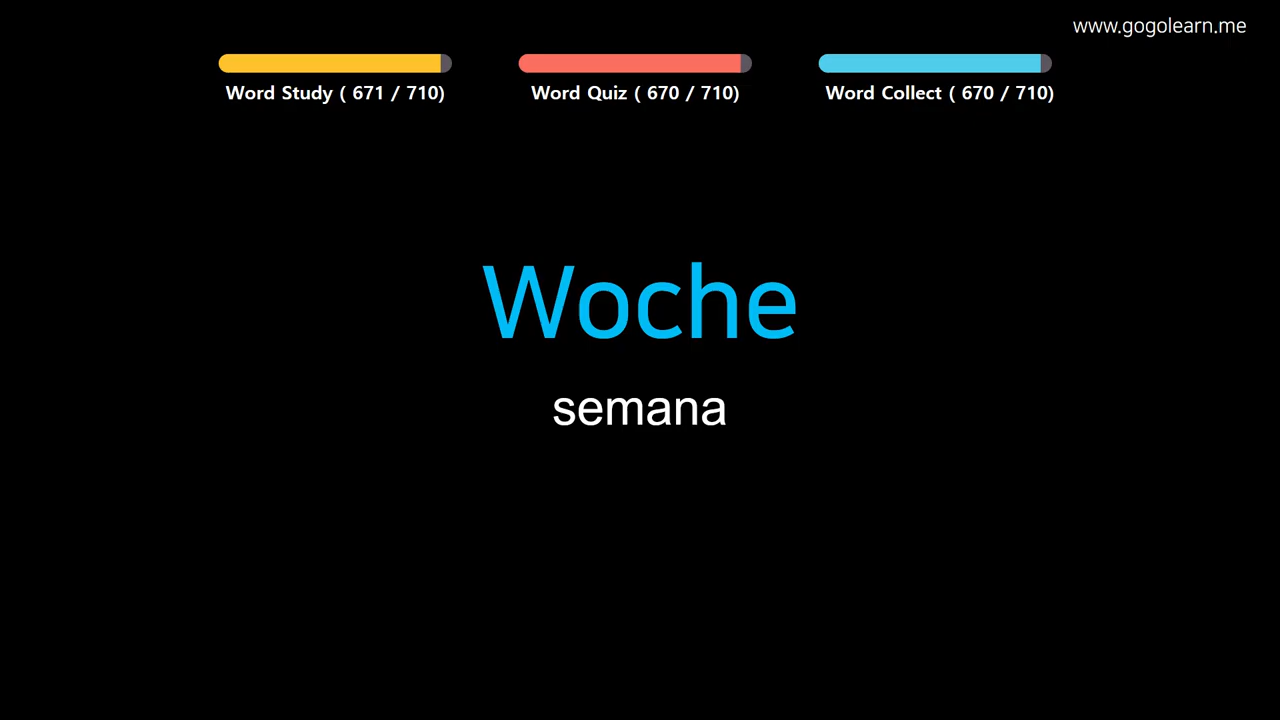 www.gogolearn.me
Word Study ( 671 / 710)
Word Quiz ( 670 / 710)
Word Collect ( 670 / 710)
Woche
semana